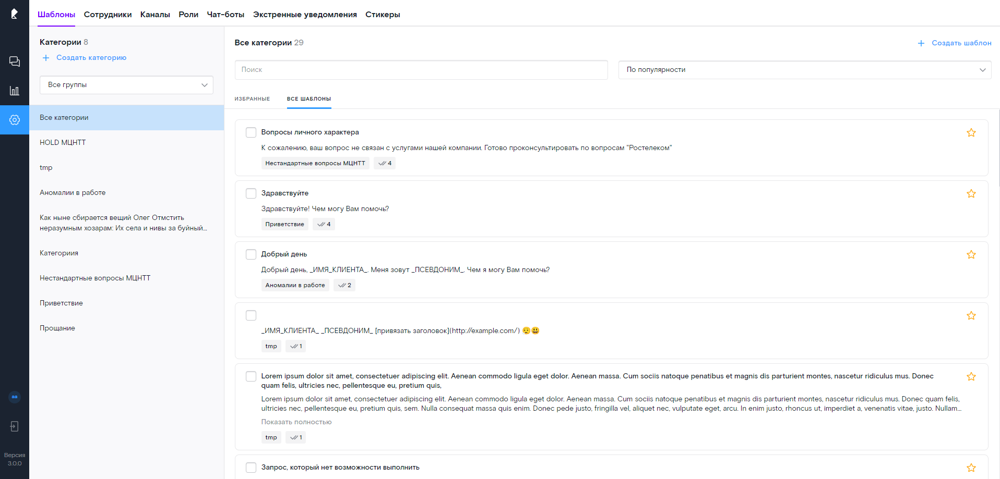 Шаблоны Сотрудники Каналы Роли Чат-боты Экстренные уведомления Стикеры
Категории 8
Создать категорию
Все группы
Все категории
HOLD МЦНТТ
tmp
Аномалии в работе
Как ныне сбирается вещий Олег Отмстить
неразумным хозарам: Их села и нивы за буйный...
Категориия
Нестандартные вопросы МЦНТТ
Приветствие
Прощание
aa
Версия
3.0.0
Все категории 29
Создать шаблон
Поиск
По популярности
ИЗБРАННЫЕ
ВСЕ ШАБЛОНЫ
Вопросы личного характера
К сожалению, ваш вопрос не связан с услугами нашей компании. Готово проконсультировать по вопросам "Ростелеком"
Нестандартные вопросы МЦНТТ 4
Здравствуйте
Здравствуйте! Чем могу Вам помочь?
Приветствие 4
Добрый день
Добрый день, _ИМЯ_КЛИЕНТА_. Меня зовут _ПСЕВДОНИМ_. Чем я могу Вам помочь?
Аномалии в работе 2
_ИМЯ_КЛИЕНТА_ _ПСЕВДОНИМ_ [привязать заголовок](http://example.com/) 😧😃
tmp 1
Lorem ipsum dolor sit amet, consectetuer adipiscing elit. Aenean commodo ligula eget dolor. Aenean massa. Cum sociis natoque penatibus et magnis dis parturient montes, nascetur ridiculus mus. Donec
quam felis, ultricies nec, pellentesque eu, pretium quis,
Lorem ipsum dolor sit amet, consectetuer adipiscing elit. Aenean commodo ligula eget dolor. Aenean massa. Cum sociis natoque penatibus et magnis dis parturient montes, nascetur ridiculus mus. Donec quam felis,
ultricies nec, pellentesque eu, pretium quis, sem. Nulla consequat massa quis enim. Donec pede justo, fringilla vel, aliquet nec, vulputate eget, arcu. In enim justo, rhoncus ut, imperdiet a, venenatis vitae, justo. Nullam...
Показать полностью
tmp 1
Запрос, который нет возможности выполнить